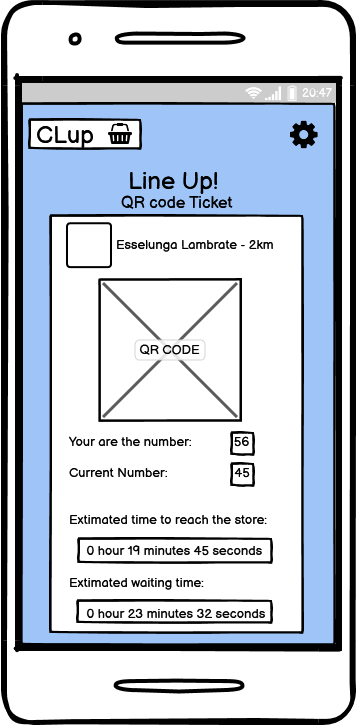 20:47
CLup
Line Up!
QR code Ticket
Esselunga Lambrate - 2km
QR CODE
Your are the number: 56
Current Number: 45
Extimated time to reach the store:
0 hour 19 minutes 45 seconds
Extimated waiting time:
0 hour 23 minutes 32 seconds